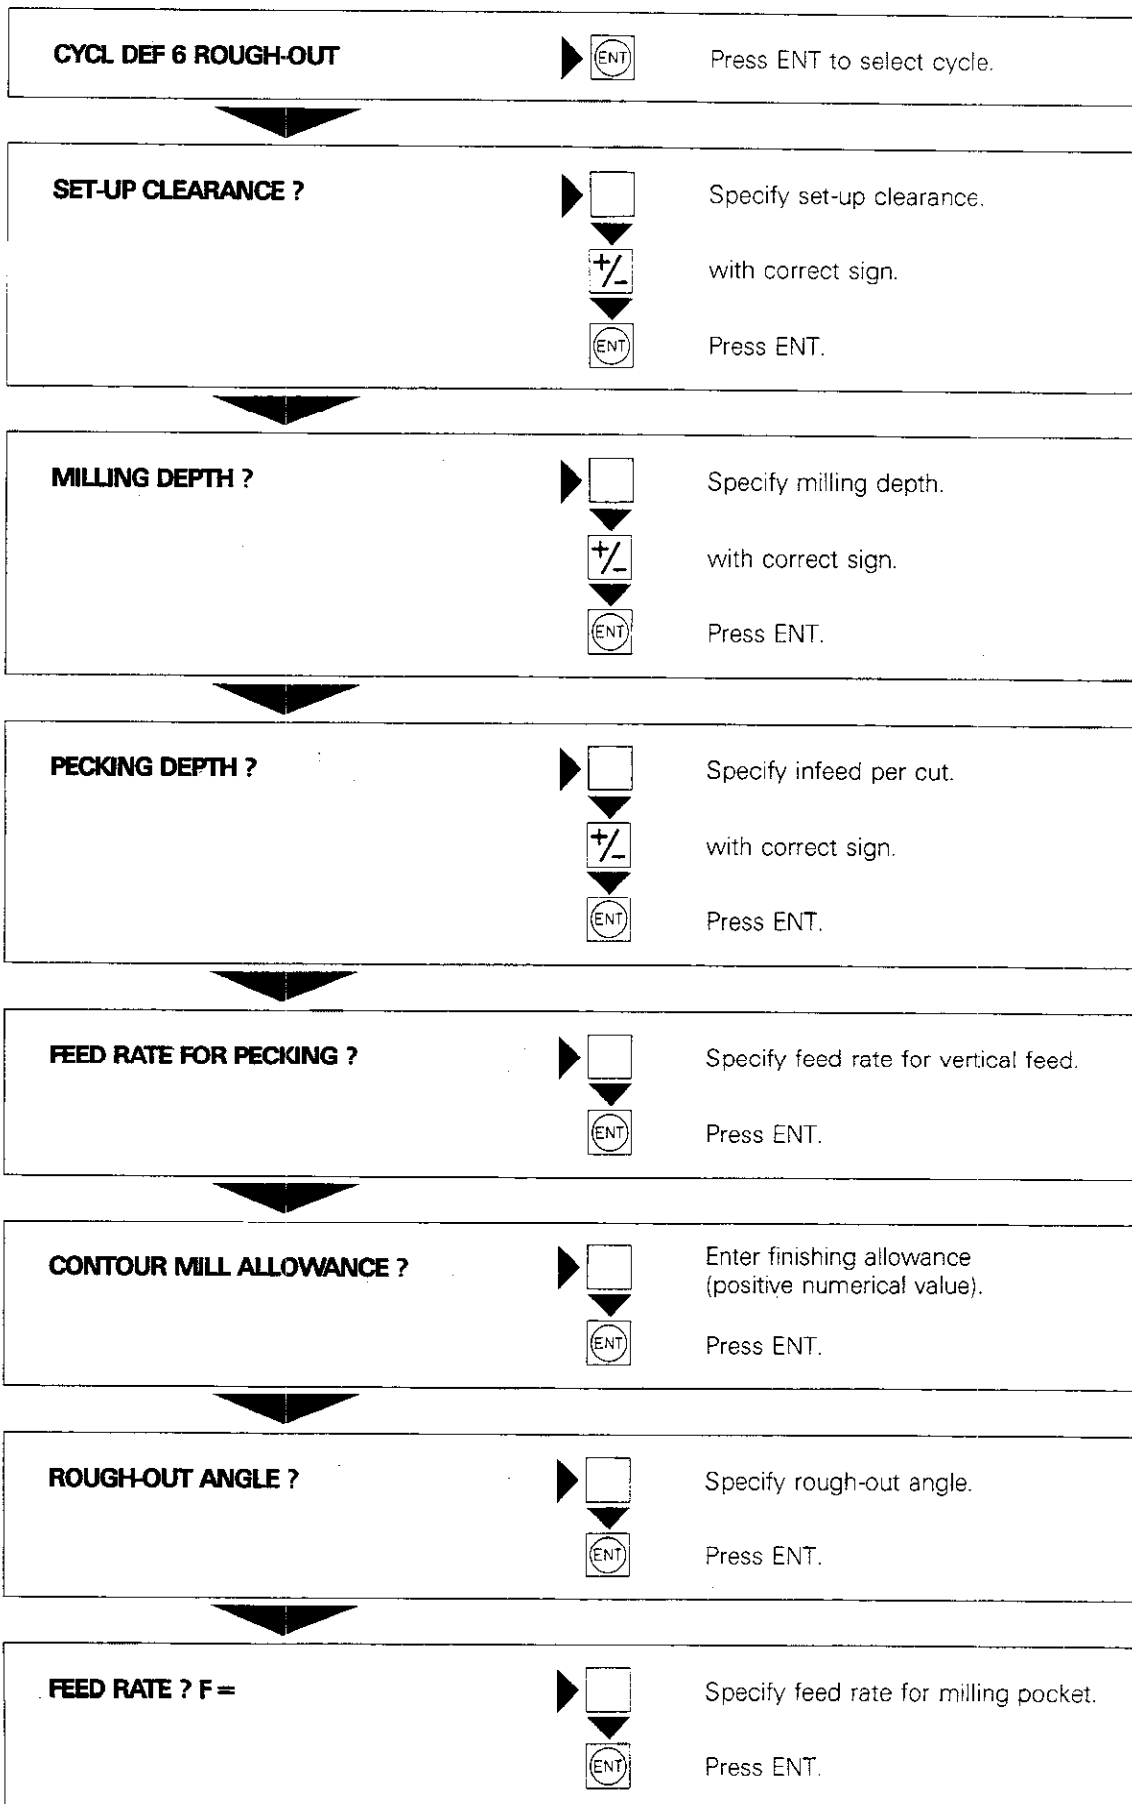 CYCL DEF 6 ROUGH-OUT
ENT
Press ENT to select cycle.
SET-UP CLEARANCE ?
Specify set-up clearance.
+/-
with correct sign.
ENT
Press ENT.
MILLING DEPTH ?
Specify milling depth.
+/-
with correct sign.
ENT
Press ENT.
PECKING DEPTH ?
Specify infeed per cut.
+/-
with correct sign.
ENT
Press ENT.
FEED RATE FOR PECKING ?
Specify feed rate for vertical feed.
ENT
Press ENT.
CONTOUR MILL ALLOWANCE ?
Enter finishing allowance
(positive numerical value).
ENT
Press ENT.
ROUGH-OUT ANGLE ?
Specify rough-out angle.
ENT
Press ENT.
FEED RATE ? F =
Specify feed rate for milling pocket.
ENT
Press ENT.